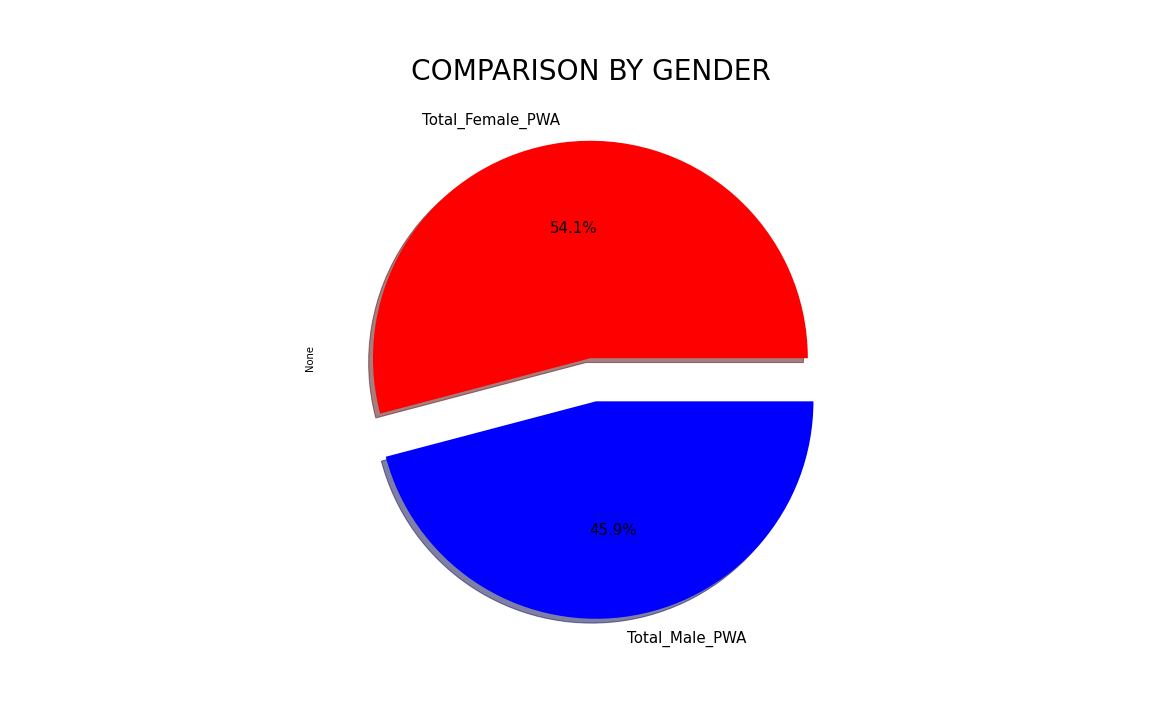 COMPARISON BY GENDER
Total_Female_PWA
54.1%
None
45.9%
Total_Male_PWA